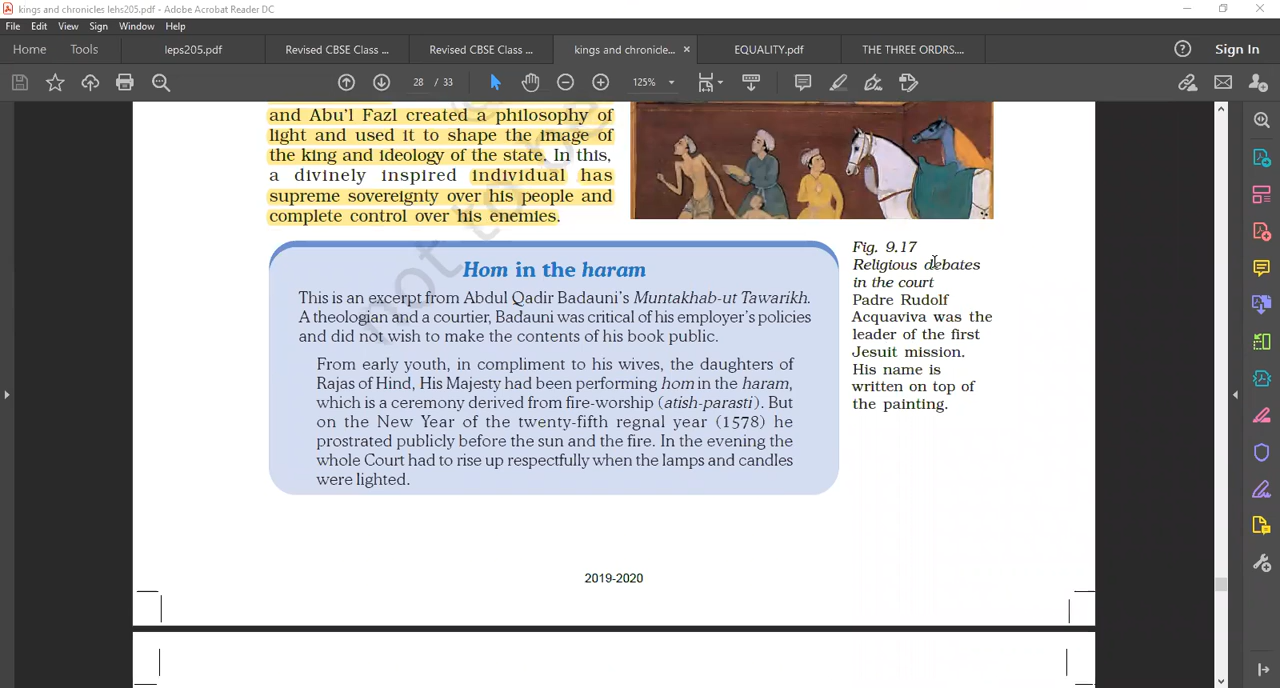 kings and chronicles lehs205.pdf - Adobe Acrobat Reader DC
File Edit View Sign Window Help
Home Tools leps205.pdf Revised CBSE Class ... Revised CBSE Class ... kings and chronicle... × EQUALITY.pdf THE THREE ORDRS.... Sign In
28 / 33 125%
and Abu'l Fazl created a philosophy of
light and used it to shape the image of
the king and ideology of the state. In this,
a divinely inspired individual has
supreme sovereignty over his people and
complete control over his enemies.
Hom in the haram
This is an excerpt from Abdul Qadir Badauni's Muntakhab-ut Tawarikh.
A theologian and a courtier, Badauni was critical of his employer's policies
and did not wish to make the contents of his book public.
From early youth, in compliment to his wives, the daughters of
Rajas of Hind, His Majesty had been performing hom in the haram,
which is a ceremony derived from fire-worship (atish-parasti). But
on the New Year of the twenty-fifth regnal year (1578) he
prostrated publicly before the sun and the fire. In the evening the
whole Court had to rise up respectfully when the lamps and candles
were lighted.
Fig. 9.17
Religious debates
in the court
Padre Rudolf
Acquaviva was the
leader of the first
Jesuit mission.
His name is
written on top of
the painting.
not to
2019-2020